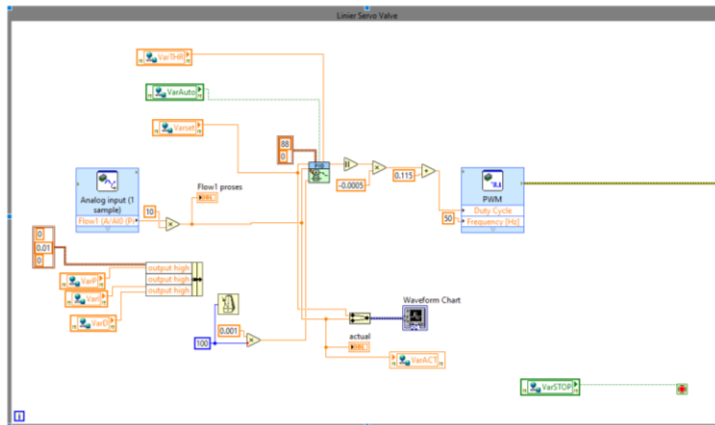 Linier Servo Valve
VarTHR
VarAuto
Varset
88
0
PID
Analog input (1
sample)
Flow1 (A/AI0 (Pi
10
Flow1 proses
-0.0005
0.115
PWM
Duty Cycle
Frequency [Hz]
50
0
0.01
0
output high
output high
output high
VarP
VarI
VarD
100
0.001
Waveform Chart
actual
VarACT
VarSTOP
i